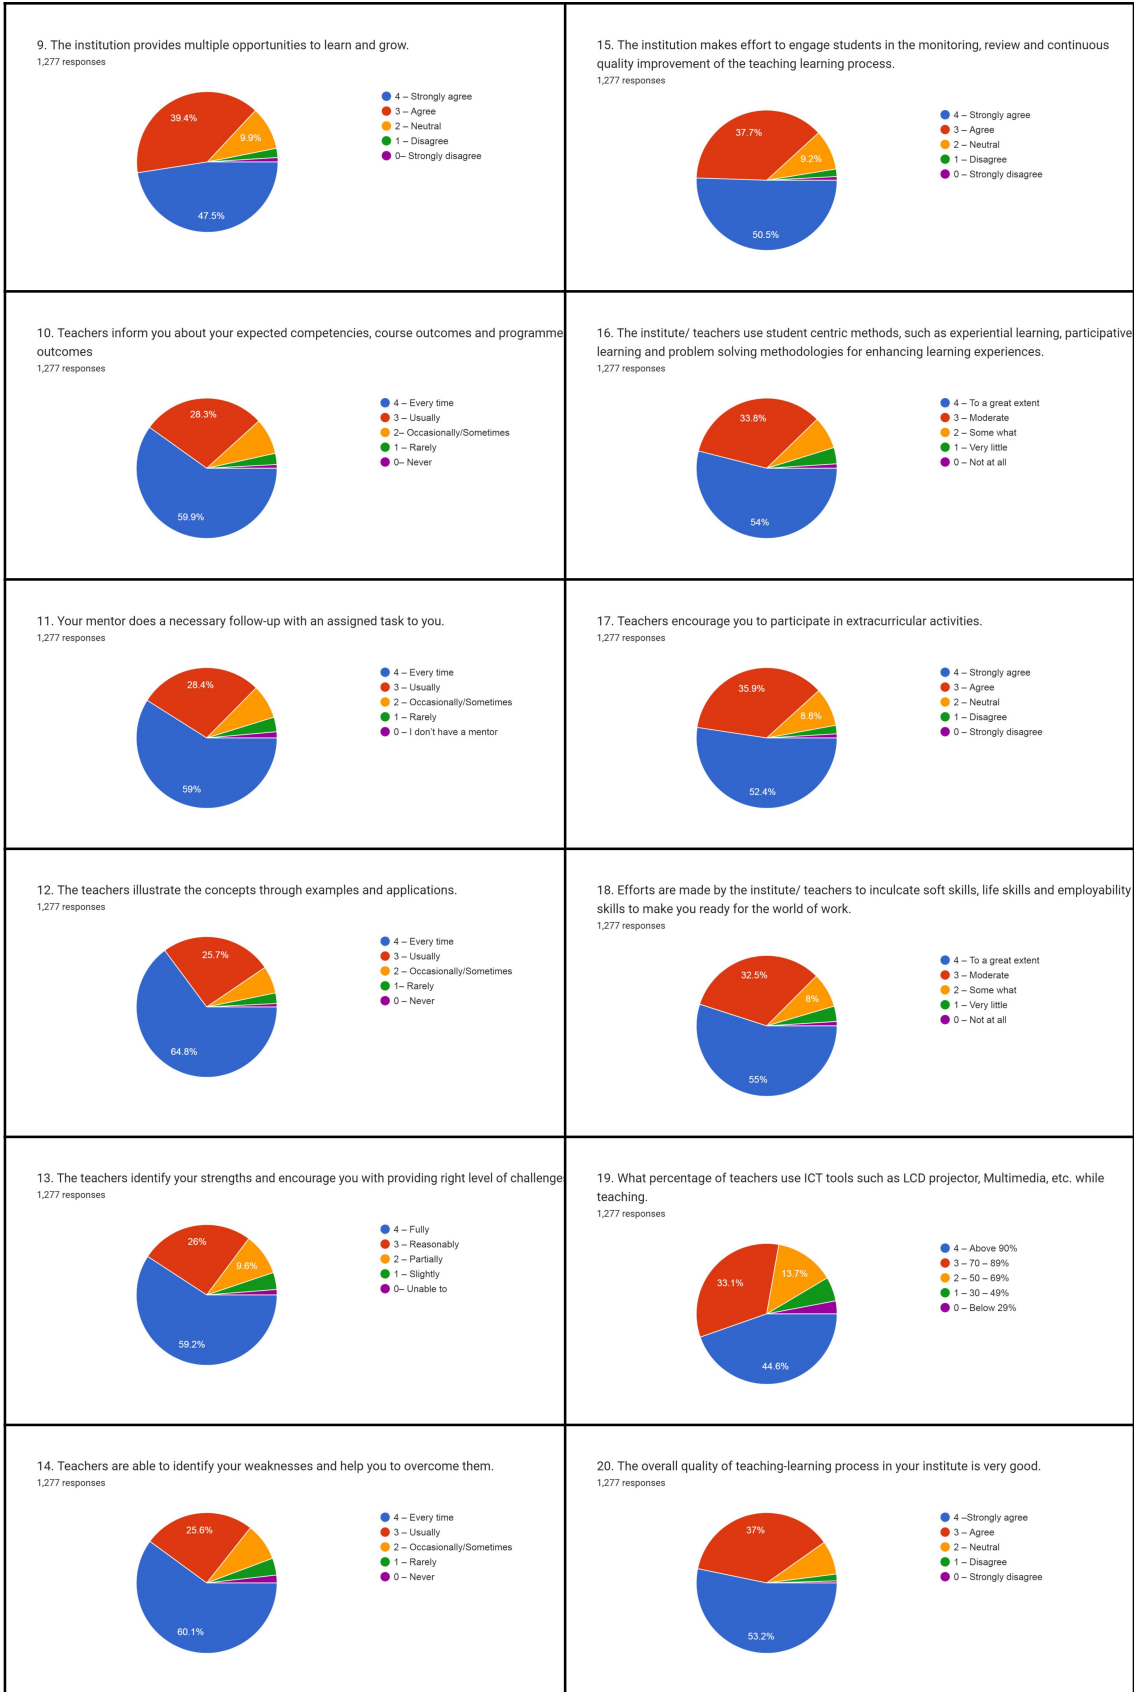 9. The institution provides multiple opportunities to learn and grow.
1,277 responses
39.4%
9.9%
47.5%
4 – Strongly agree
3 – Agree
2 – Neutral
1 – Disagree
0– Strongly disagree
15. The institution makes effort to engage students in the monitoring, review and continuous
quality improvement of the teaching learning process.
1,277 responses
37.7%
9.2%
50.5%
4 – Strongly agree
3 – Agree
2 – Neutral
1 – Disagree
0 – Strongly disagree
10. Teachers inform you about your expected competencies, course outcomes and programme
outcomes
1,277 responses
28.3%
59.9%
4 – Every time
3 – Usually
2– Occasionally/Sometimes
1 – Rarely
0– Never
16. The institute/ teachers use student centric methods, such as experiential learning, participative
learning and problem solving methodologies for enhancing learning experiences.
1,277 responses
33.8%
54%
4 – To a great extent
3 – Moderate
2 – Some what
1 – Very little
0 – Not at all
11. Your mentor does a necessary follow-up with an assigned task to you.
1,277 responses
28.4%
59%
4 – Every time
3 – Usually
2 – Occasionally/Sometimes
1 – Rarely
0 – I don't have a mentor
17. Teachers encourage you to participate in extracurricular activities.
1,277 responses
35.9%
8.8%
52.4%
4 – Strongly agree
3 – Agree
2 – Neutral
1 – Disagree
0 – Strongly disagree
12. The teachers illustrate the concepts through examples and applications.
1,277 responses
25.7%
64.8%
4 – Every time
3 – Usually
2 – Occasionally/Sometimes
1– Rarely
0 – Never
18. Efforts are made by the institute/ teachers to inculcate soft skills, life skills and employability
skills to make you ready for the world of work.
1,277 responses
32.5%
8%
55%
4 – To a great extent
3 – Moderate
2 – Some what
1 – Very little
0 – Not at all
13. The teachers identify your strengths and encourage you with providing right level of challenge
1,277 responses
26%
9.6%
59.2%
4 – Fully
3 – Reasonably
2 – Partially
1 – Slightly
0– Unable to
19. What percentage of teachers use ICT tools such as LCD projector, Multimedia, etc. while
teaching.
1,277 responses
33.1%
13.7%
44.6%
4 – Above 90%
3 – 70 – 89%
2 – 50 – 69%
1 – 30 – 49%
0 – Below 29%
14. Teachers are able to identify your weaknesses and help you to overcome them.
1,277 responses
25.6%
60.1%
4 – Every time
3 – Usually
2 – Occasionally/Sometimes
1 – Rarely
0 – Never
20. The overall quality of teaching-learning process in your institute is very good.
1,277 responses
37%
53.2%
4 –Strongly agree
3 – Agree
2 – Neutral
1 – Disagree
0 – Strongly disagree